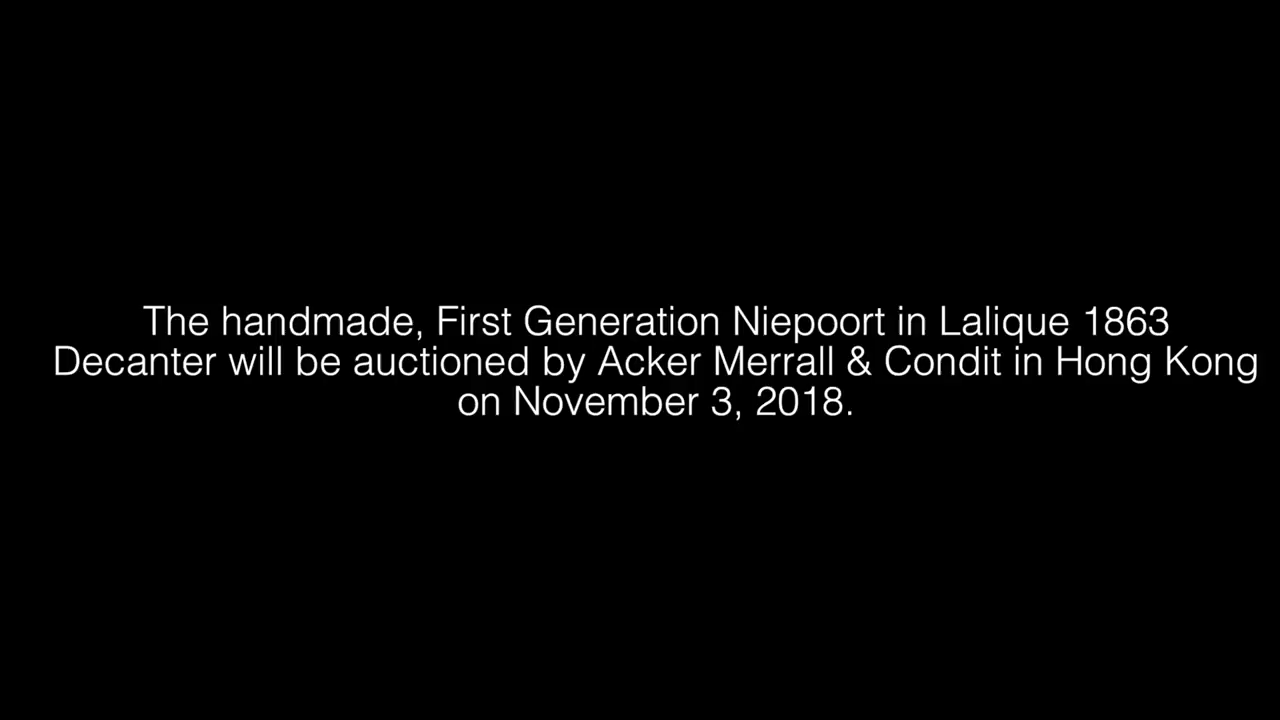 The handmade, First Generation Niepoort in Lalique 1863
Decanter will be auctioned by Acker Merrall & Condit in Hong Kong
on November 3, 2018.